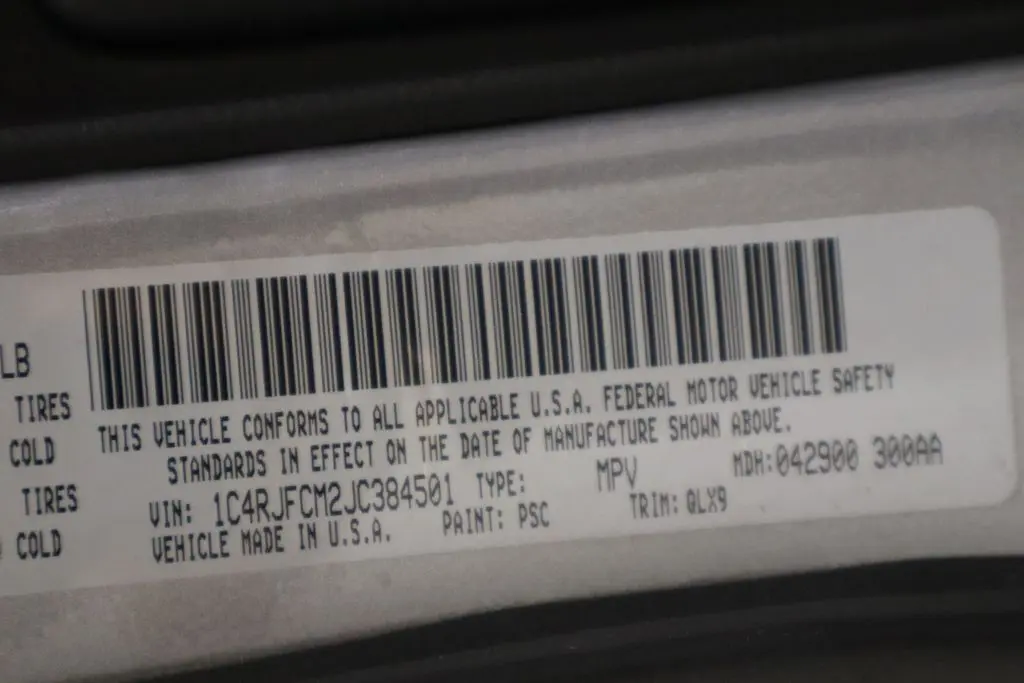 LB
TIRES
COLD
TIRES
COLD
THIS VEHICLE CONFORMS TO ALL APPLICABLE U.S.A. FEDERAL MOTOR VEHICLE SAFETY
STANDARDS IN EFFECT ON THE DATE OF MANUFACTURE SHOWN ABOVE.
VIN: 1C4RJFCM2JC384501 TYPE: MPV MDH:042900 300AA
VEHICLE MADE IN U.S.A. PAINT: PSC TRIM: QLX9